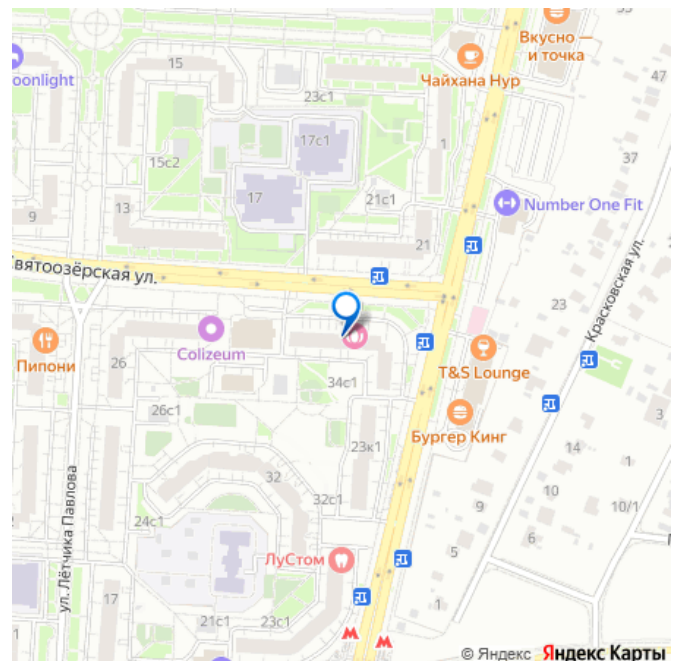 55
Вкусно —
и точка
15
oonlight
Чайхана Нур
47
23с1
17с1
1
15с2
37
17
21с1
Number One Fit
9
13
21
Святоозёрская ул.
23
Красковская ул.
Colizeum
Пипони
26
T&S Lounge
34с1
26с1
3
Бургер Кинг
23к1
14
1
32
10
ул. Лётчика Павлова
32с1
9
10/1
24с1
5
ЛуСтом
17
1
21с1
23с1
М
М
© Яндекс Яндекс Карты